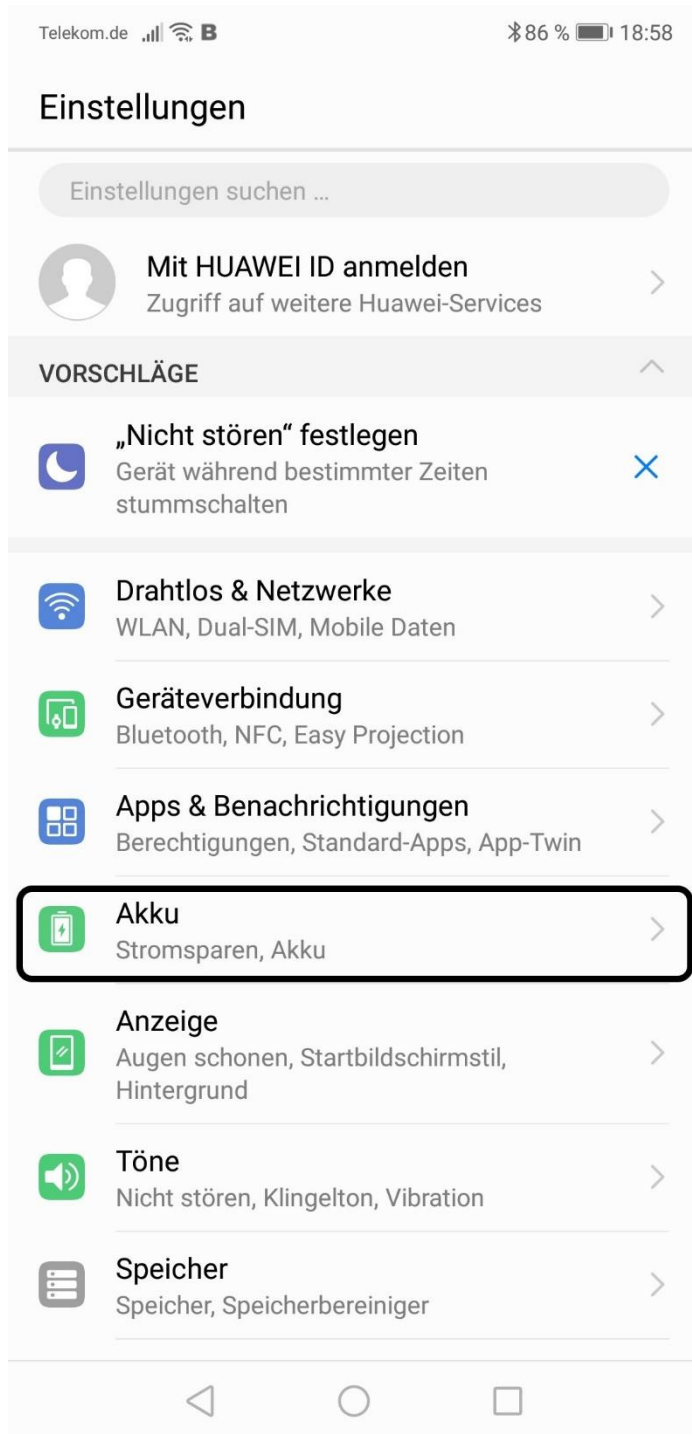 Telekom.de B 86 % 18:58
Einstellungen
Einstellungen suchen ...
Mit HUAWEI ID anmelden
Zugriff auf weitere Huawei-Services
VORSCHLÄGE
„Nicht stören“ festlegen
Gerät während bestimmter Zeiten
stummschalten
Drahtlos & Netzwerke
WLAN, Dual-SIM, Mobile Daten
Geräteverbindung
Bluetooth, NFC, Easy Projection
Apps & Benachrichtigungen
Berechtigungen, Standard-Apps, App-Twin
Akku
Stromsparen, Akku
Anzeige
Augen schonen, Startbildschirmstil,
Hintergrund
Töne
Nicht stören, Klingelton, Vibration
Speicher
Speicher, Speicherbereiniger